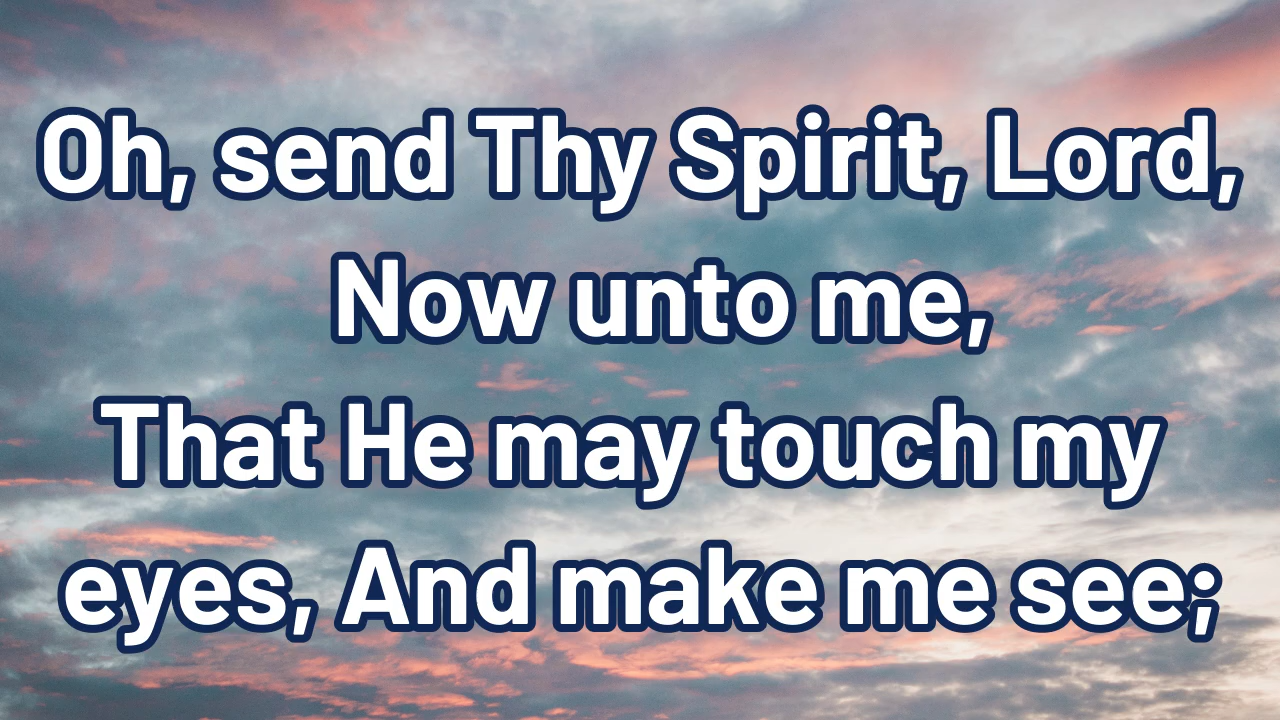 Oh, send Thy Spirit, Lord,
Now unto me,
That He may touch my
eyes, And make me see;